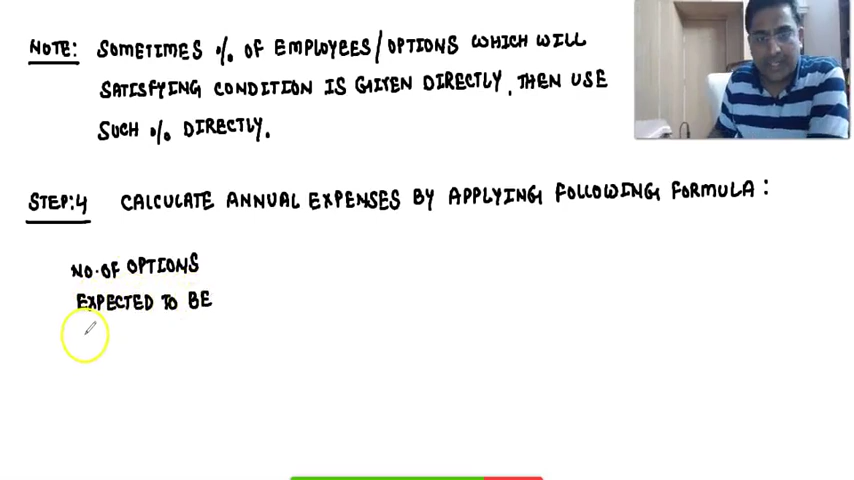 NOTE: SOMETIMES % OF EMPLOYEES/OPTIONS WHICH WILL
SATISFYING CONDITION IS GIVEN DIRECTLY, THEN USE
SUCH % DIRECTLY.
STEP:4 CALCULATE ANNUAL EXPENSES BY APPLYING FOLLOWING FORMULA:
NO. OF OPTIONS
EXPECTED TO BE